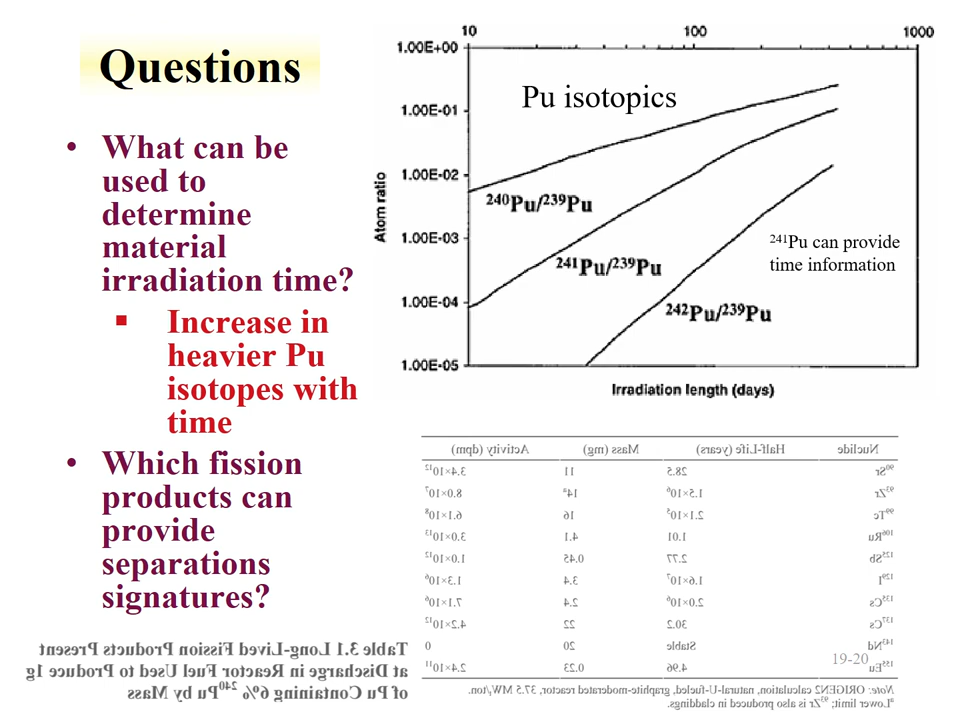 Questions
• What can be
used to
determine
material
irradiation time?
▪ Increase in
heavier Pu
isotopes with
time
• Which fission
products can
provide
separations
signatures?
10 100 1000
1.00E+00
1.00E-01
1.00E-02
1.00E-03
1.00E-04
1.00E-05
Atom ratio
Pu isotopics
²⁴⁰Pu/²³⁹Pu
²⁴¹Pu/²³⁹Pu
²⁴²Pu/²³⁹Pu
²⁴¹Pu can provide
time information
Irradiation length (days)
Table 3.1 Long-Lived Fission Products Present
at Discharge in Reactor Fuel Used to Produce 1g
of Pu Containing 6% ²⁴⁰Pu by Mass
Nuclide Half-Life (years) Mass (mg) Activity (dpm)
⁹⁰Sr 28.5 11 3.4×10¹²
⁹³Zr 1.5×10⁶ 14ᵃ 8.0×10⁷
⁹⁹Tc 2.1×10⁵ 16 6.1×10⁸
¹⁰⁶Ru 1.01 4.1 3.0×10¹³
¹²⁵Sb 2.77 0.45 1.0×10¹²
¹²⁹I 1.6×10⁷ 3.4 1.3×10⁶
¹³⁵Cs 2.0×10⁶ 2.4 7.1×10⁶
¹³⁷Cs 30.2 22 4.2×10¹²
¹⁴³Nd Stable 20 0
¹⁵⁵Eu 4.96 0.23 2.4×10¹¹
Note: ORIGEN2 calculation, natural-U-fueled, graphite-moderated reactor, 37.5 MWₜ/ton.
ᵃLower limit; ⁹³Zr is also produced in claddings.
19-20